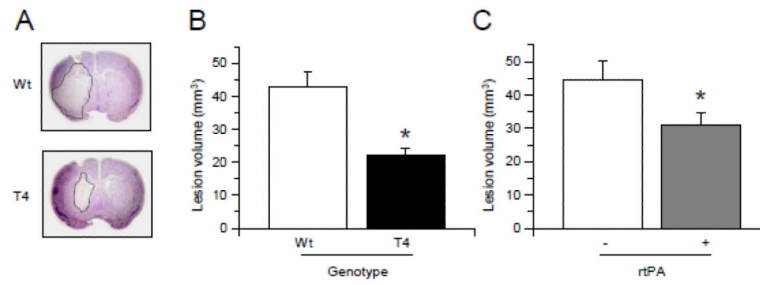 A
Wt
T4
B
Lesion volume (mm³)
50
40
30
20
10
0
*
Wt T4
Genotype
C
Lesion volume (mm³)
50
40
30
20
10
0
*
- +
rtPA